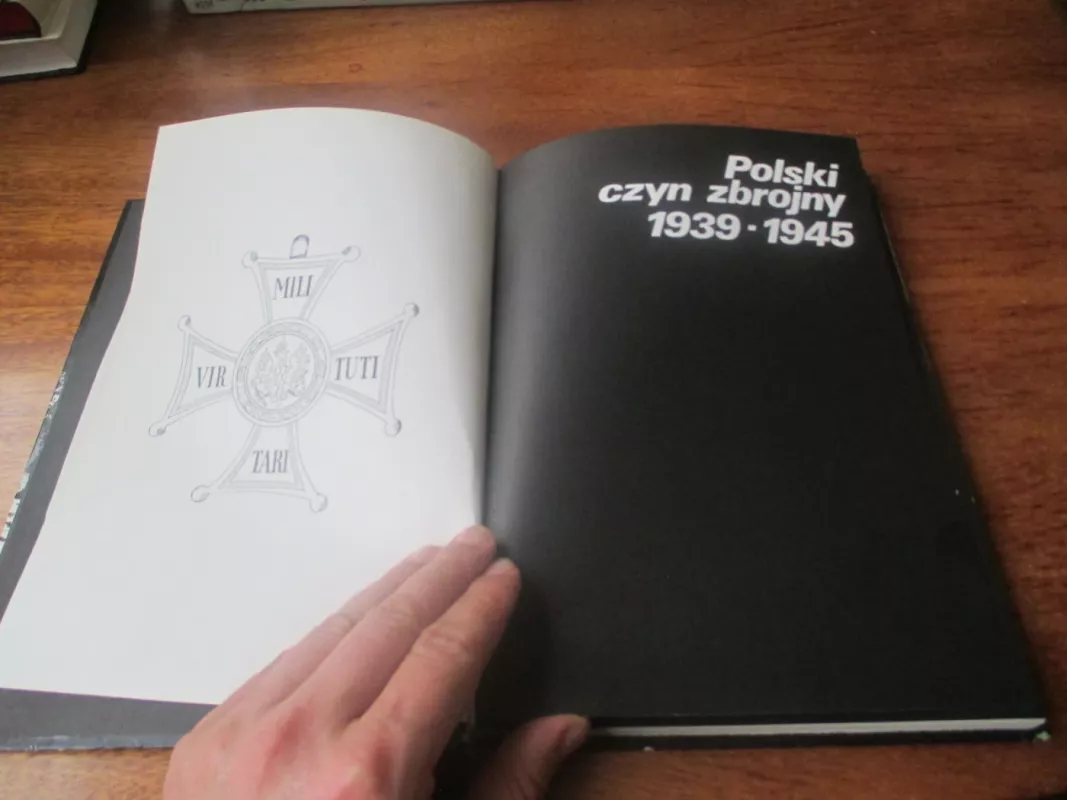 MILI
VIR TUTI
TARI
Polski
czyn zbrojny
1939·1945